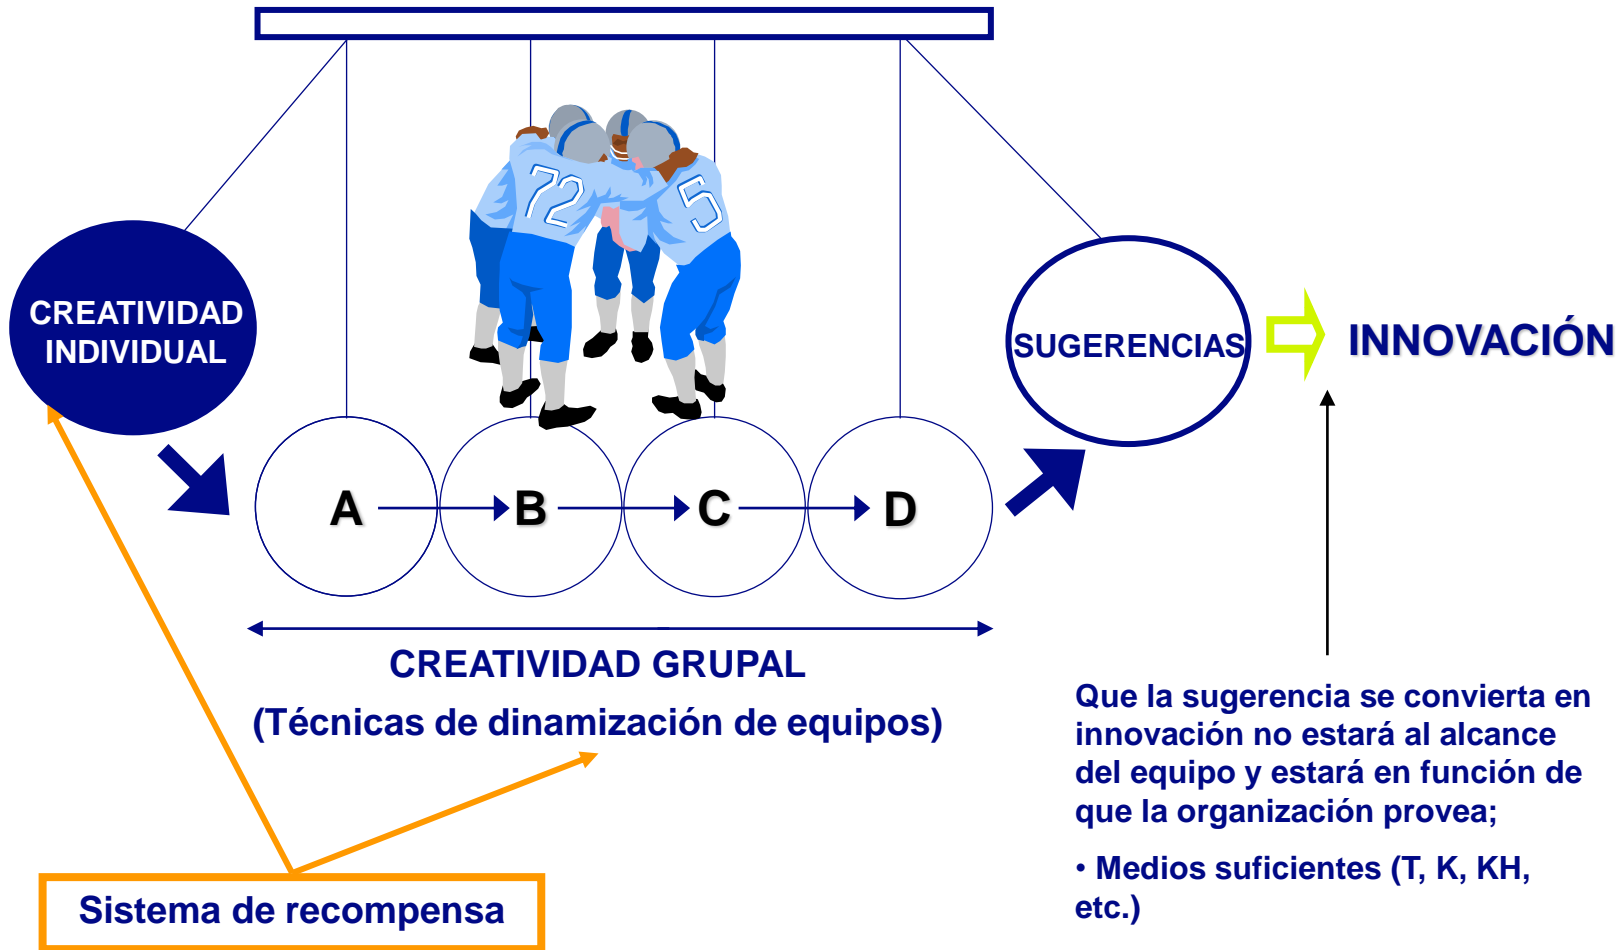 72
5
CREATIVIDAD
INDIVIDUAL
SUGERENCIAS
INNOVACIÓN
A
B
C
D
CREATIVIDAD GRUPAL
(Técnicas de dinamización de equipos)
Que la sugerencia se convierta en
innovación no estará al alcance
del equipo y estará en función de
que la organización provea;
• Medios suficientes (T, K, KH,
etc.)
Sistema de recompensa